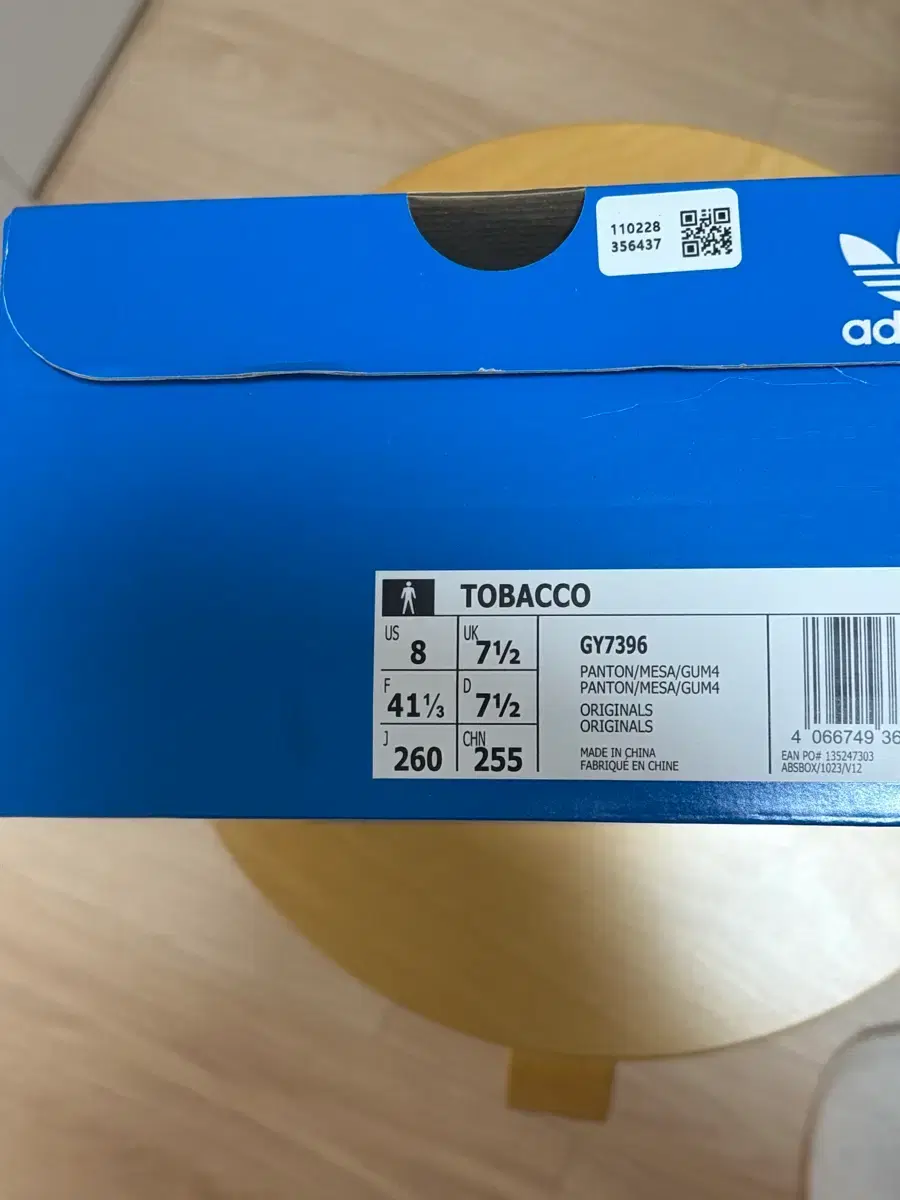 110228
356437
ad
TOBACCO
US
8
UK
7½
F
41⅓
D
7½
J
260
CHN
255
GY7396
PANTON/MESA/GUM4
PANTON/MESA/GUM4
ORIGINALS
ORIGINALS
MADE IN CHINA
FABRIQUÉ EN CHINE
4 066749 36
EAN PO# 135247303
ABSBOX/1023/V12